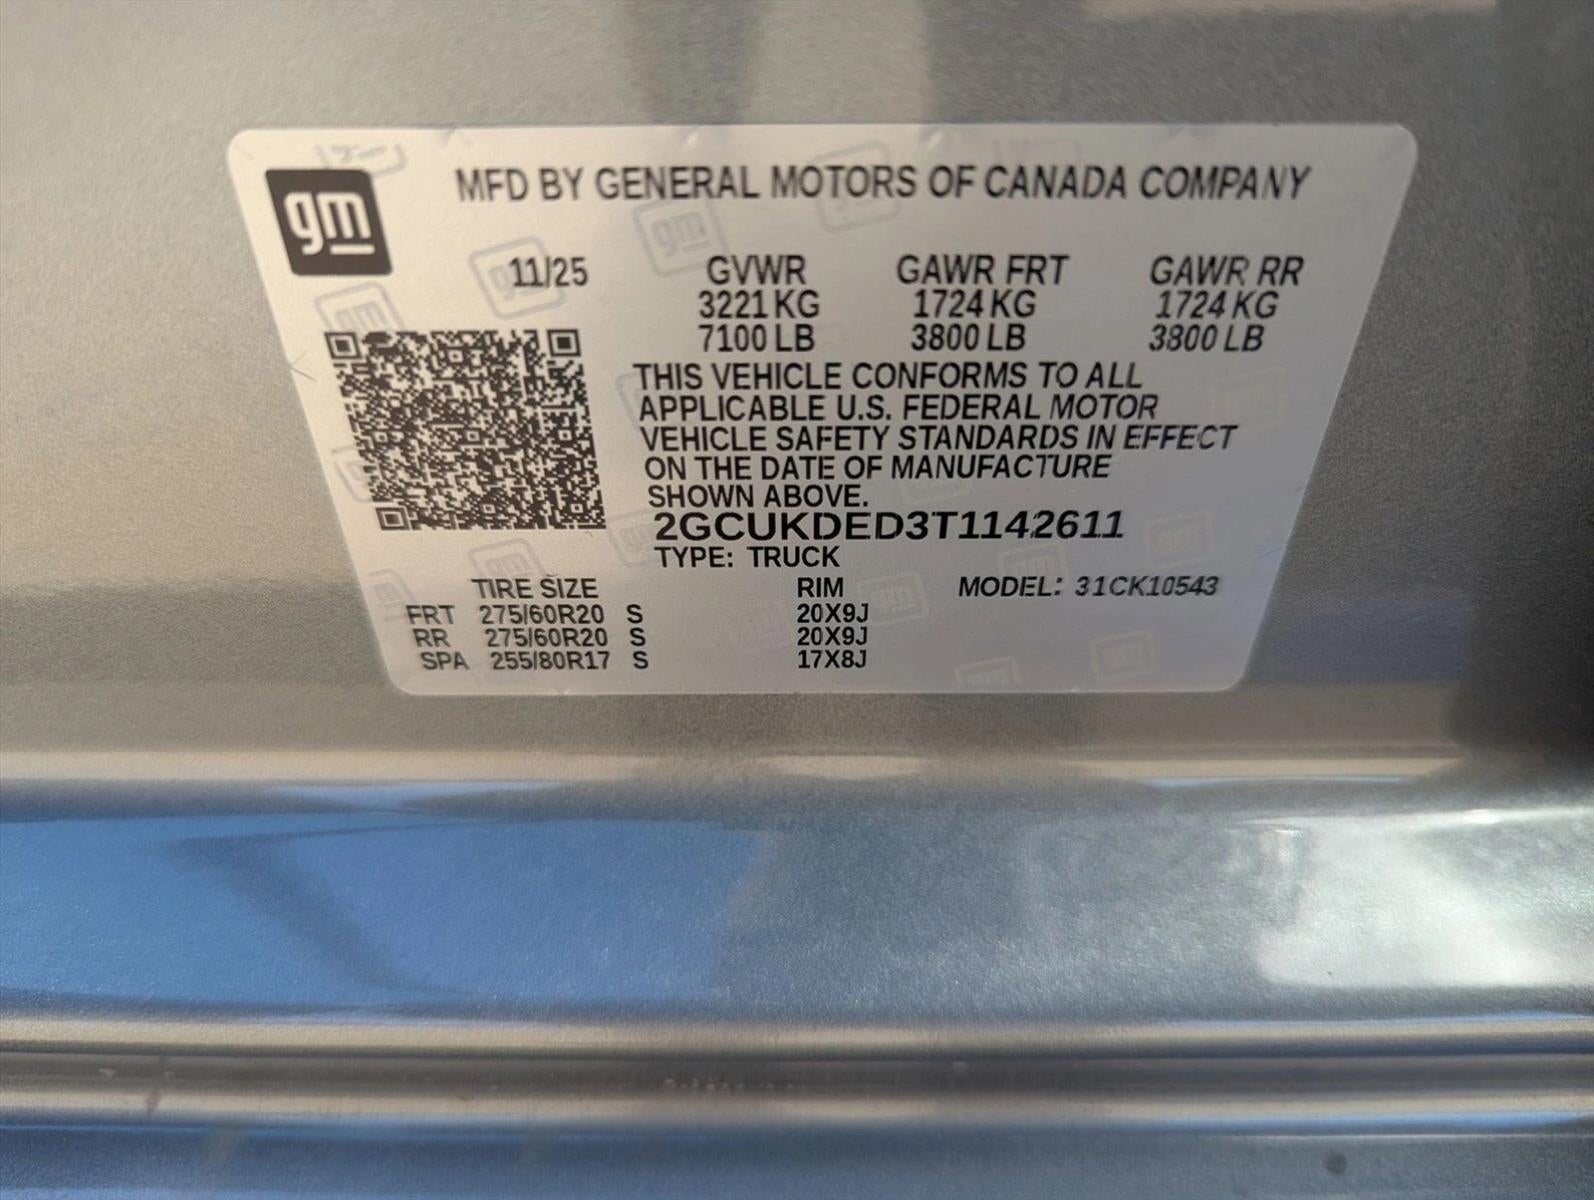 gm
MFD BY GENERAL MOTORS OF CANADA COMPANY
11/25 GVWR GAWR FRT GAWR RR
3221 KG 1724 KG 1724 KG
7100 LB 3800 LB 3800 LB
THIS VEHICLE CONFORMS TO ALL
APPLICABLE U.S. FEDERAL MOTOR
VEHICLE SAFETY STANDARDS IN EFFECT
ON THE DATE OF MANUFACTURE
SHOWN ABOVE.
2GCUKDED3T1142611
TYPE: TRUCK
TIRE SIZE RIM MODEL: 31CK10543
FRT 275/60R20 S 20X9J
RR 275/60R20 S 20X9J
SPA 255/80R17 S 17X8J